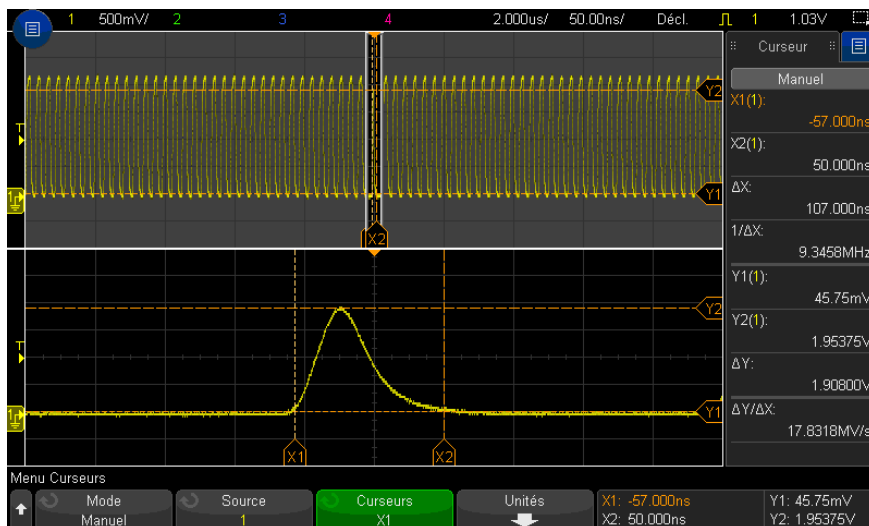 1 500mV/ 2 3 4 2.000us/ 50.00ns/ Décl. 1 1.03V
Curseur
Manuel
X1(1):
-57.000ns
X2(1):
50.000ns
ΔX:
107.000ns
1/ΔX:
9.3458MHz
Y1(1):
45.75mV
Y2(1):
1.95375V
ΔY:
1.90800V
ΔY/ΔX:
17.8318MV/s
T
Y2
1
Y1
X2
Y2
T
1
Y1
X1 X2
Menu Curseurs
Mode
Manuel
Source
1
Curseurs
X1
Unités
X1: -57.000ns
X2: 50.000ns
Y1: 45.75mV
Y2: 1.95375V